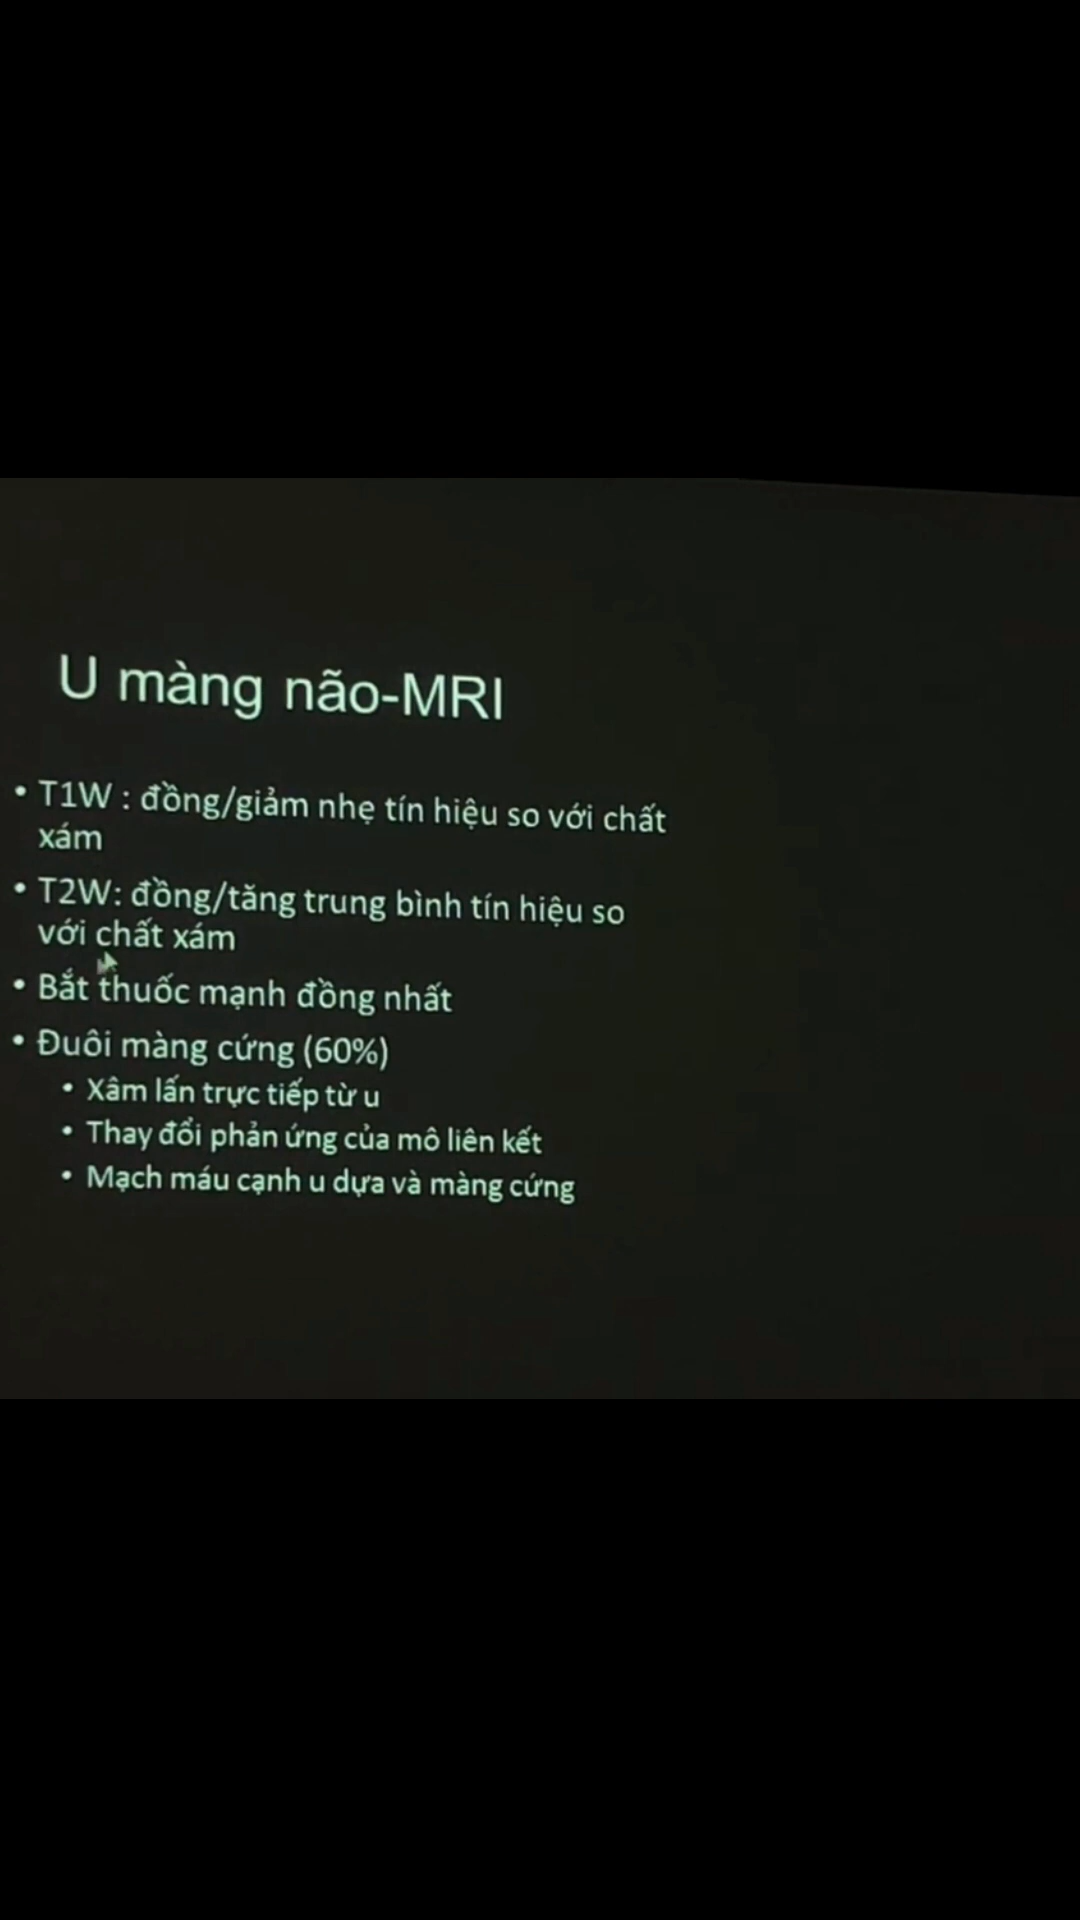 U màng não-MRI
• T1W : đồng/giảm nhẹ tín hiệu so với chất
xám
• T2W: đồng/tăng trung bình tín hiệu so
với chất xám
• Bắt thuốc mạnh đồng nhất
• Đuôi màng cứng (60%)
• Xâm lấn trực tiếp từ u
• Thay đổi phản ứng của mô liên kết
• Mạch máu cạnh u dựa và màng cứng